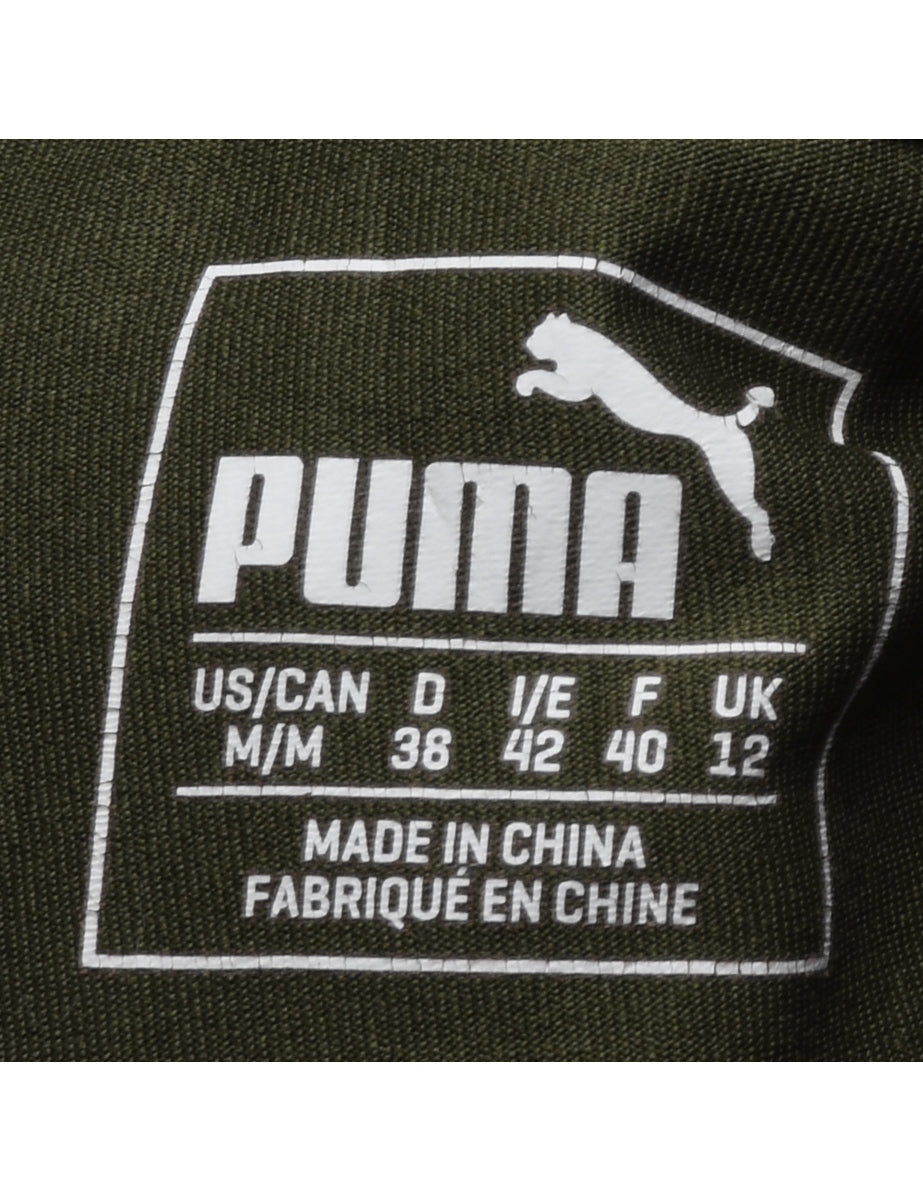 PUMA
US/CAN D I/E F UK
M/M 38 42 40 12
MADE IN CHINA
FABRIQUÉ EN CHINE